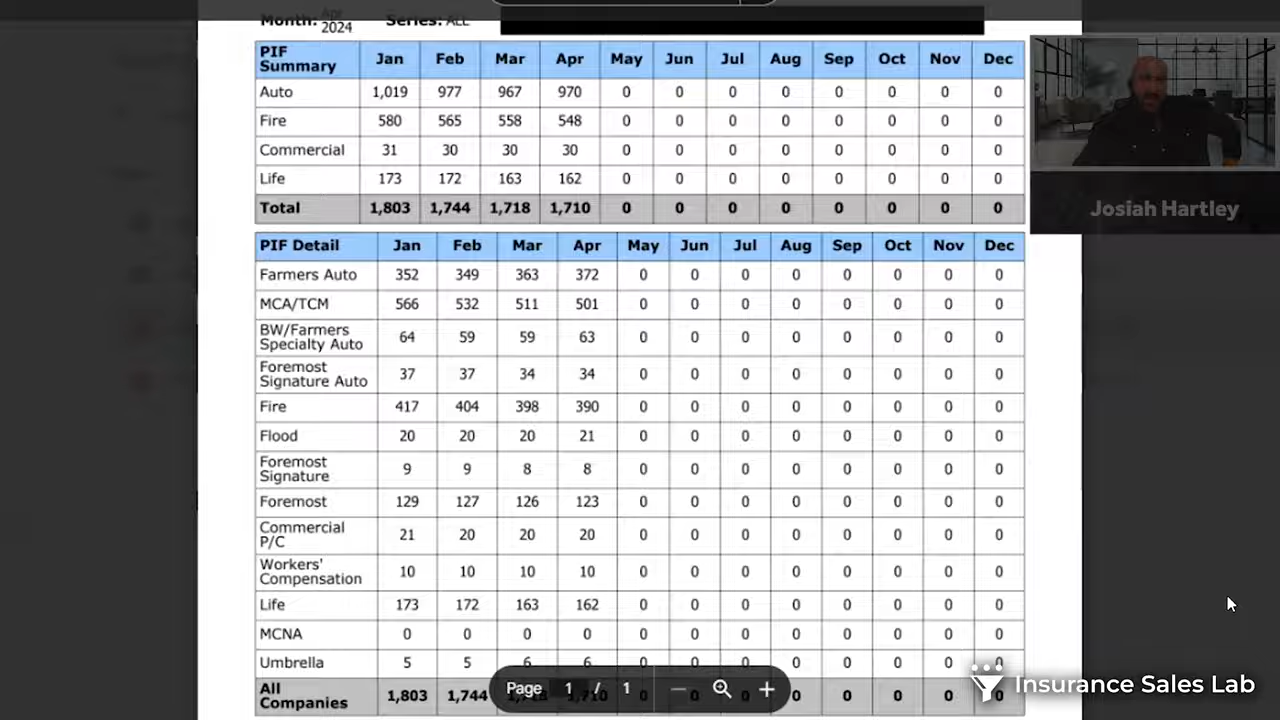 Month: Apr 2024 Series: ALL
PIF Summary Jan Feb Mar Apr May Jun Jul Aug Sep Oct Nov Dec
Auto 1,019 977 967 970 0 0 0 0 0 0 0 0
Fire 580 565 558 548 0 0 0 0 0 0 0 0
Commercial 31 30 30 30 0 0 0 0 0 0 0 0
Life 173 172 163 162 0 0 0 0 0 0 0 0
Total 1,803 1,744 1,718 1,710 0 0 0 0 0 0 0 0
Josiah Hartley
PIF Detail Jan Feb Mar Apr May Jun Jul Aug Sep Oct Nov Dec
Farmers Auto 352 349 363 372 0 0 0 0 0 0 0 0
MCA/TCM 566 532 511 501 0 0 0 0 0 0 0 0
BW/Farmers Specialty Auto 64 59 59 63 0 0 0 0 0 0 0 0
Foremost Signature Auto 37 37 34 34 0 0 0 0 0 0 0 0
Fire 417 404 398 390 0 0 0 0 0 0 0 0
Flood 20 20 20 21 0 0 0 0 0 0 0 0
Foremost Signature 9 9 8 8 0 0 0 0 0 0 0 0
Foremost 129 127 126 123 0 0 0 0 0 0 0 0
Commercial P/C 21 20 20 20 0 0 0 0 0 0 0 0
Workers' Compensation 10 10 10 10 0 0 0 0 0 0 0 0
Life 173 172 163 162 0 0 0 0 0 0 0 0
MCNA 0 0 0 0 0 0 0 0 0 0 0 0
Umbrella 5 5 6 6 0 0 0 0 0 0 0 0
All Companies 1,803 1,744 1,718 1,710 0 0 0 0 0 0 0 0
Page 1 / 1
Insurance Sales Lab